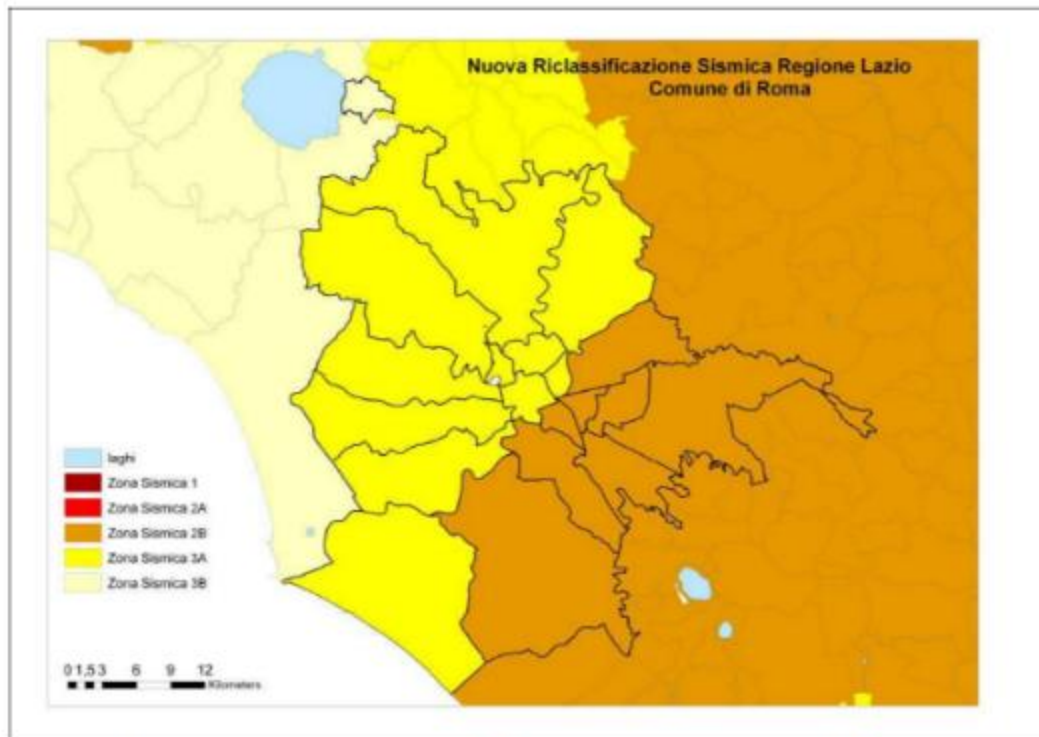 Nuova Riclassificazione Sismica Regione Lazio
Comune di Roma
laghi
Zona Sismica 1
Zona Sismica 2A
Zona Sismica 2B
Zona Sismica 3A
Zona Sismica 3B
0 1,5 3 6 9 12
Kilometers